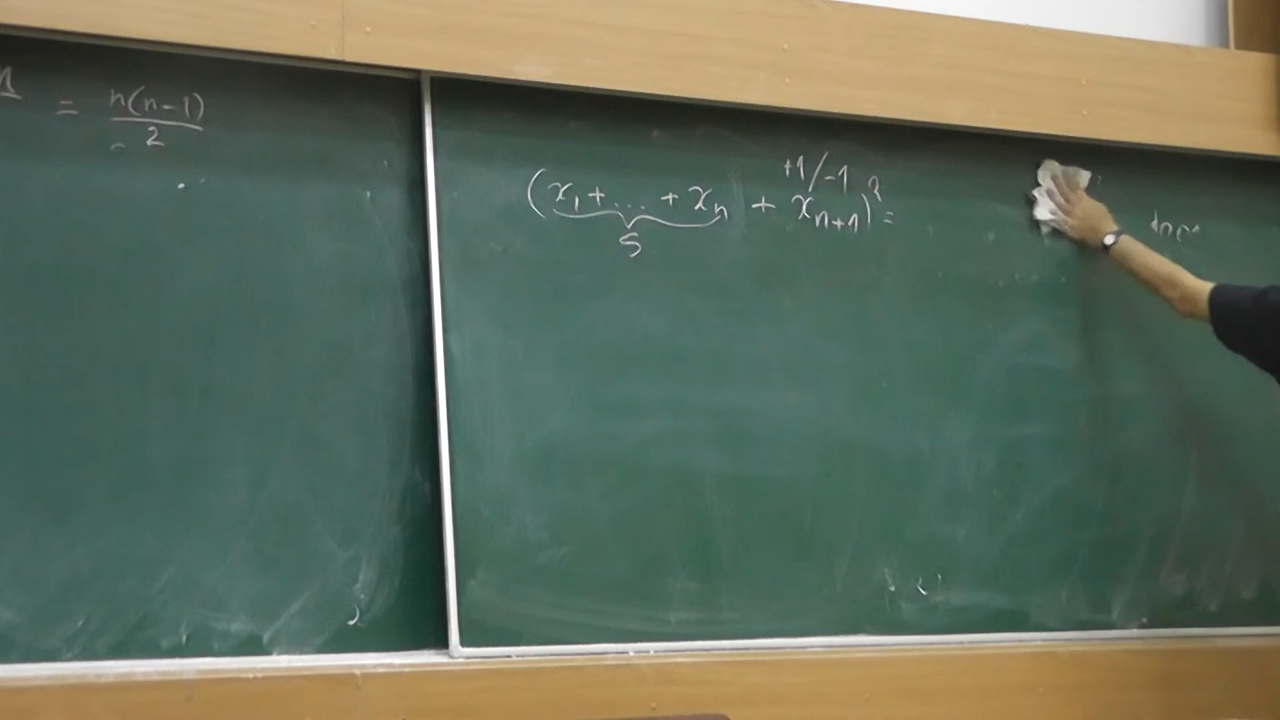 = n(n-1)/2
+1/-1
(x₁+...+xₙ + xₙ₊₁)² =
S